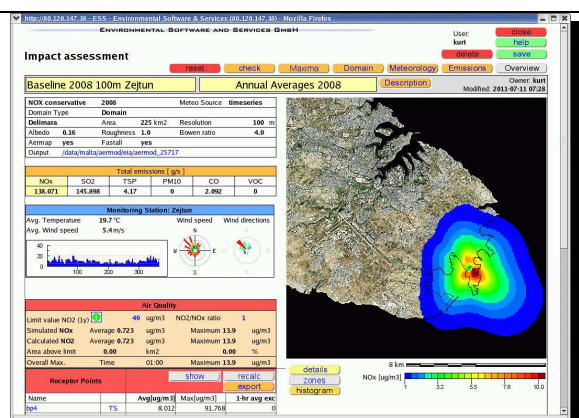 http://80.120.147.38) - ESS - Environmental Software & Services (80.120.147.38) - Mozilla Firefox
ENVIRONMENTAL SOFTWARE AND SERVICES GMBH
User:
kurt
close
help
Impact assessment
delete
save
reset
check
Maxima
Domain
Meteorology
Emissions
Overview
Baseline 2008 100m Zejtun
Annual Averages 2008
Description
Owner: kurt
Modified: 2011-07-11 07:28
NOX conservative 2008 Meteo Source timeseries
Domain Type Domain
Delimara Area 225 km2 Resolution 100 m
Albedo 0.16 Roughness 1.0 Bowen ratio 4.0
Aermap yes Fastall yes
Output /data/malta/aermod/eia/aermod_25717
Total emissions [ g/s ]
NOx SO2 TSP PM10 CO VOC
138.071 145.898 4.17 0 2.092 0
Monitoring Station: Zejtun
Avg. Temperature 19.7 °C Wind speed Wind directions
Avg. Wind speed 5.4 m/s
N
W E
S
N
S
40
20
0
100 200 300
Air Quality
Limit value NO2 (1y) 40 ug/m3 NO2/NOx ratio 1
Simulated NOx Average 0.723 ug/m3 Maximum 13.9 ug/m3
Calculated NO2 Average 0.723 ug/m3 Maximum 13.9 ug/m3
Area above limit 0.00 km2 0.00 %
Overall Max. Time 01:00 Maximum 13.9 ug/m3
Receptor Points
show
recalc
export
Name Avg[ug/m3] Max[ug/m3] 1-hr avg exc
bp4 TS 8.012 91.768 0
details
zones
histogram
8 km
NOx [ug/m3]
1.0 3.2 5.5 7.8 10.0